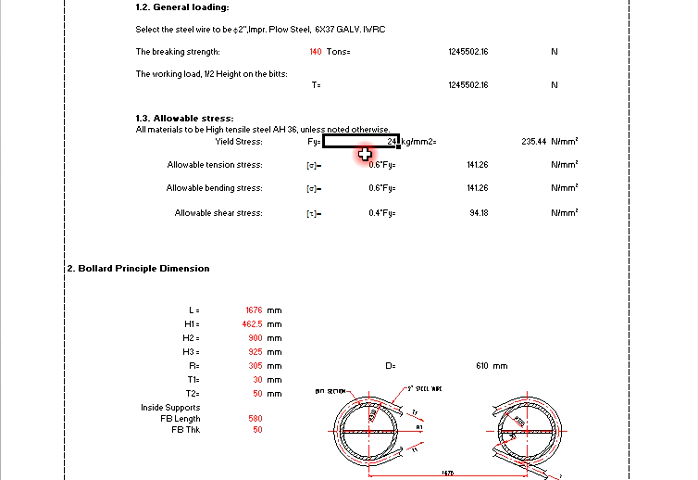 1.2. General loading:
Select the steel wire to be φ2",Impr. Plow Steel, 6X37 GALV. IWRC
The breaking strength: 140 Tons= 1245502.16 N
The working load, 1/2 Height on the bitts:
T= 1245502.16 N
1.3. Allowable stress:
All materials to be High tensile steel AH 36, unless noted otherwise.
Yield Stress: Fy= 24 kg/mm2= 235.44 N/mm²
Allowable tension stress: [σ]= 0.6*Fy= 141.26 N/mm²
Allowable bending stress: [σ]= 0.6*Fy= 141.26 N/mm²
Allowable shear stress: [τ]= 0.4*Fy= 94.18 N/mm²
2. Bollard Principle Dimension
L= 1676 mm
H1= 462.5 mm
H2= 900 mm
H3= 925 mm
R= 305 mm D= 610 mm
T1= 30 mm
T2= 50 mm
BITT SECTION
2" STEEL WIRE
Inside Supports
FB Length 580
FB Thk 50
1676